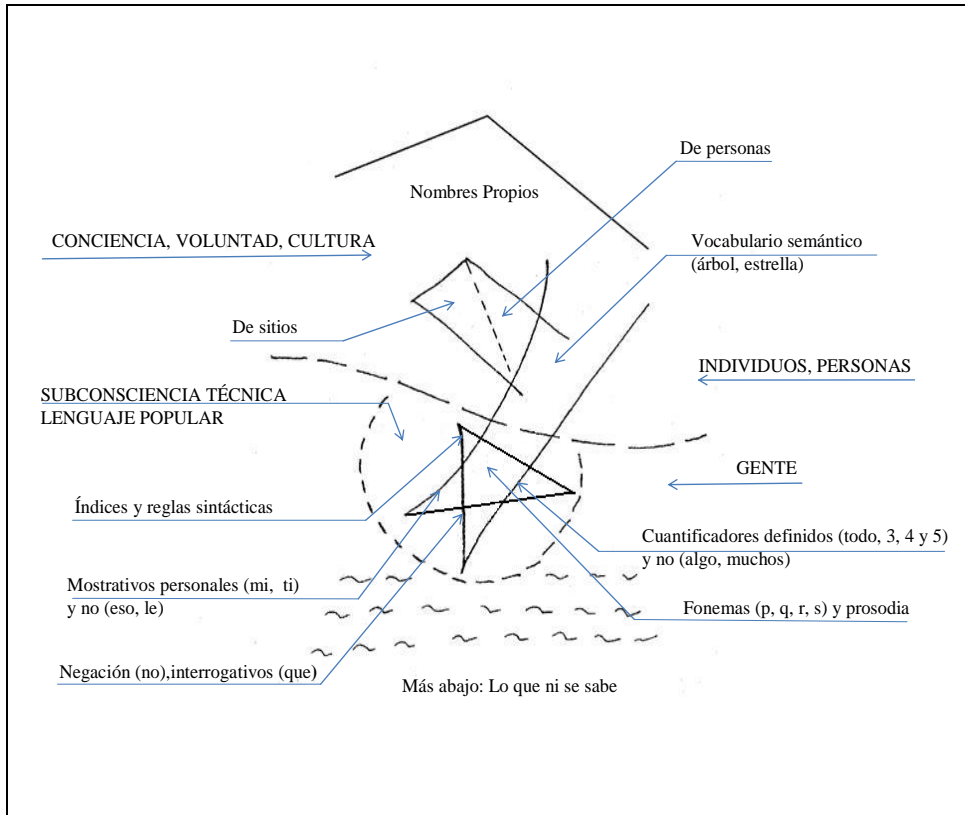 De personas
Nombres Propios
CONCIENCIA, VOLUNTAD, CULTURA
Vocabulario semántico
(árbol, estrella)
De sitios
INDIVIDUOS, PERSONAS
SUBCONSCIENCIA TÉCNICA
LENGUAJE POPULAR
GENTE
Índices y reglas sintácticas
Cuantificadores definidos (todo, 3, 4 y 5)
y no (algo, muchos)
Mostrativos personales (mi, ti)
y no (eso, le)
Fonemas (p, q, r, s) y prosodia
Negación (no),interrogativos (que)
Más abajo: Lo que ni se sabe